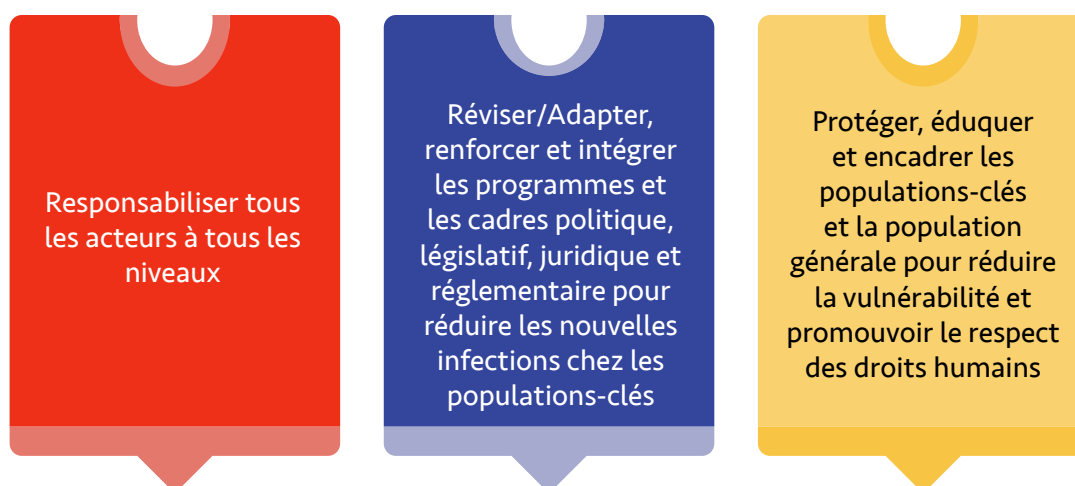 Responsabiliser tous
les acteurs à tous les
niveaux
Réviser/Adapter,
renforcer et intégrer
les programmes et
les cadres politique,
législatif, juridique et
réglementaire pour
réduire les nouvelles
infections chez les
populations-clés
Protéger, éduquer
et encadrer les
populations-clés
et la population
générale pour réduire
la vulnérabilité et
promouvoir le respect
des droits humains